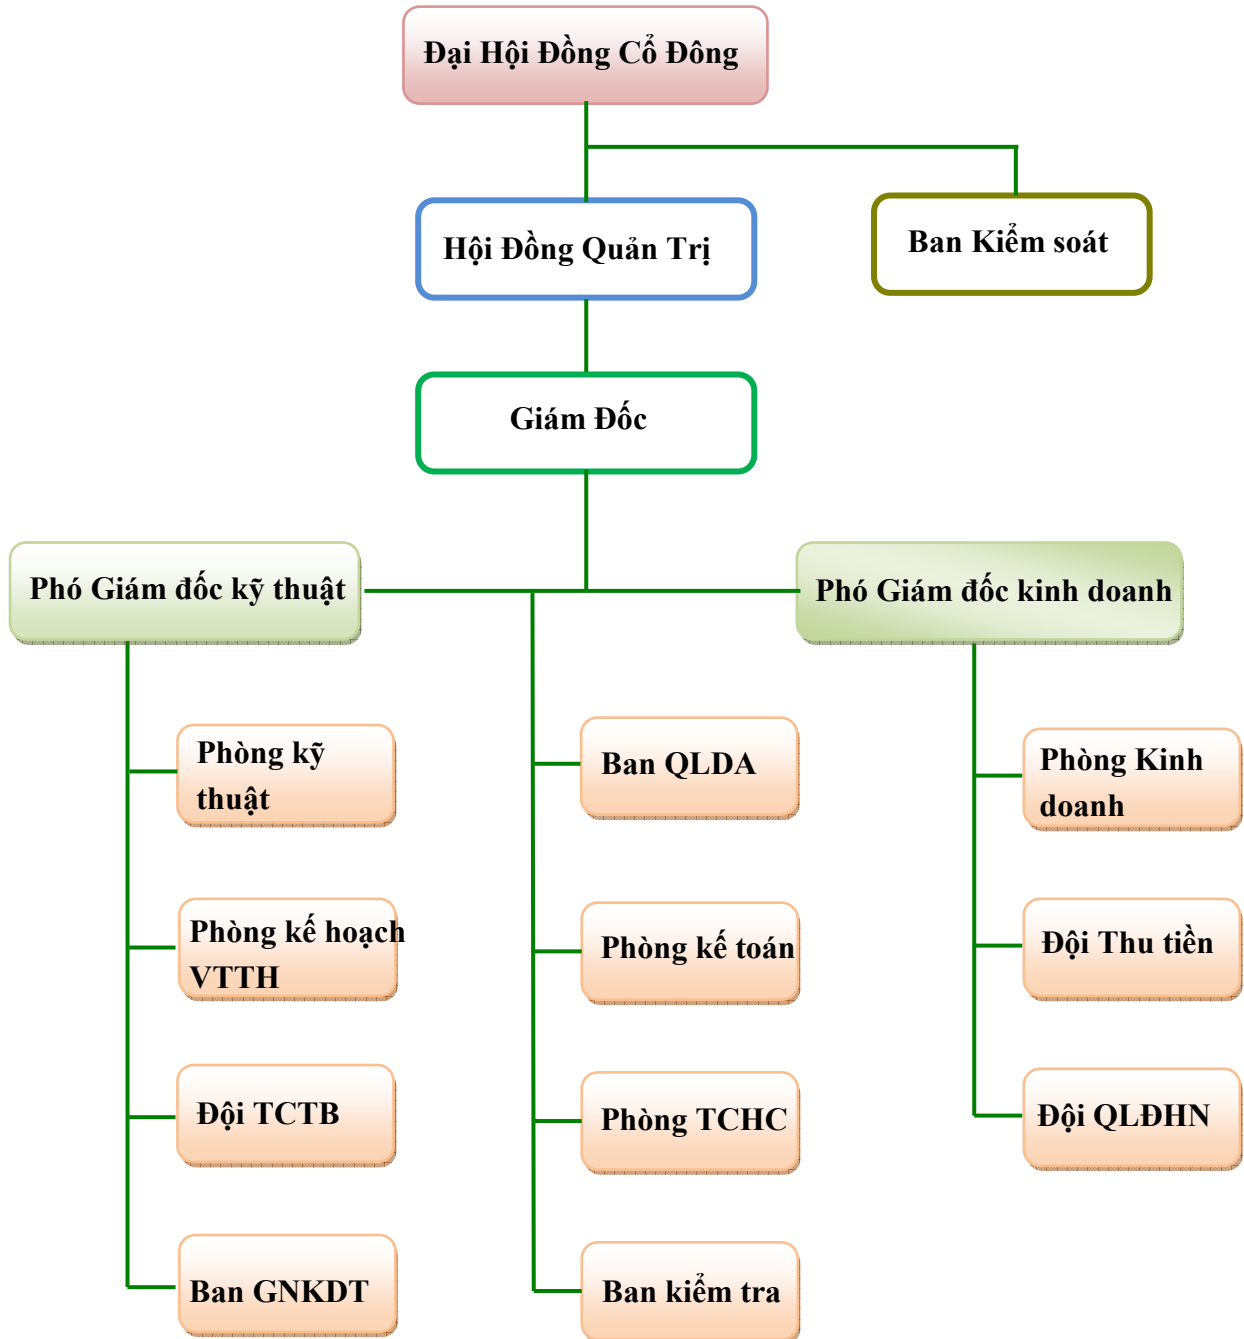 Đại Hội Đồng Cổ Đông
Hội Đồng Quản Trị
Ban Kiểm soát
Giám Đốc
Phó Giám đốc kỹ thuật
Phó Giám đốc kinh doanh
Phòng kỹ
thuật
Phòng kế hoạch
VTTH
Đội TCTB
Ban GNKDT
Ban QLDA
Phòng kế toán
Phòng TCHC
Ban kiểm tra
Phòng Kinh
doanh
Đội Thu tiền
Đội QLĐHN